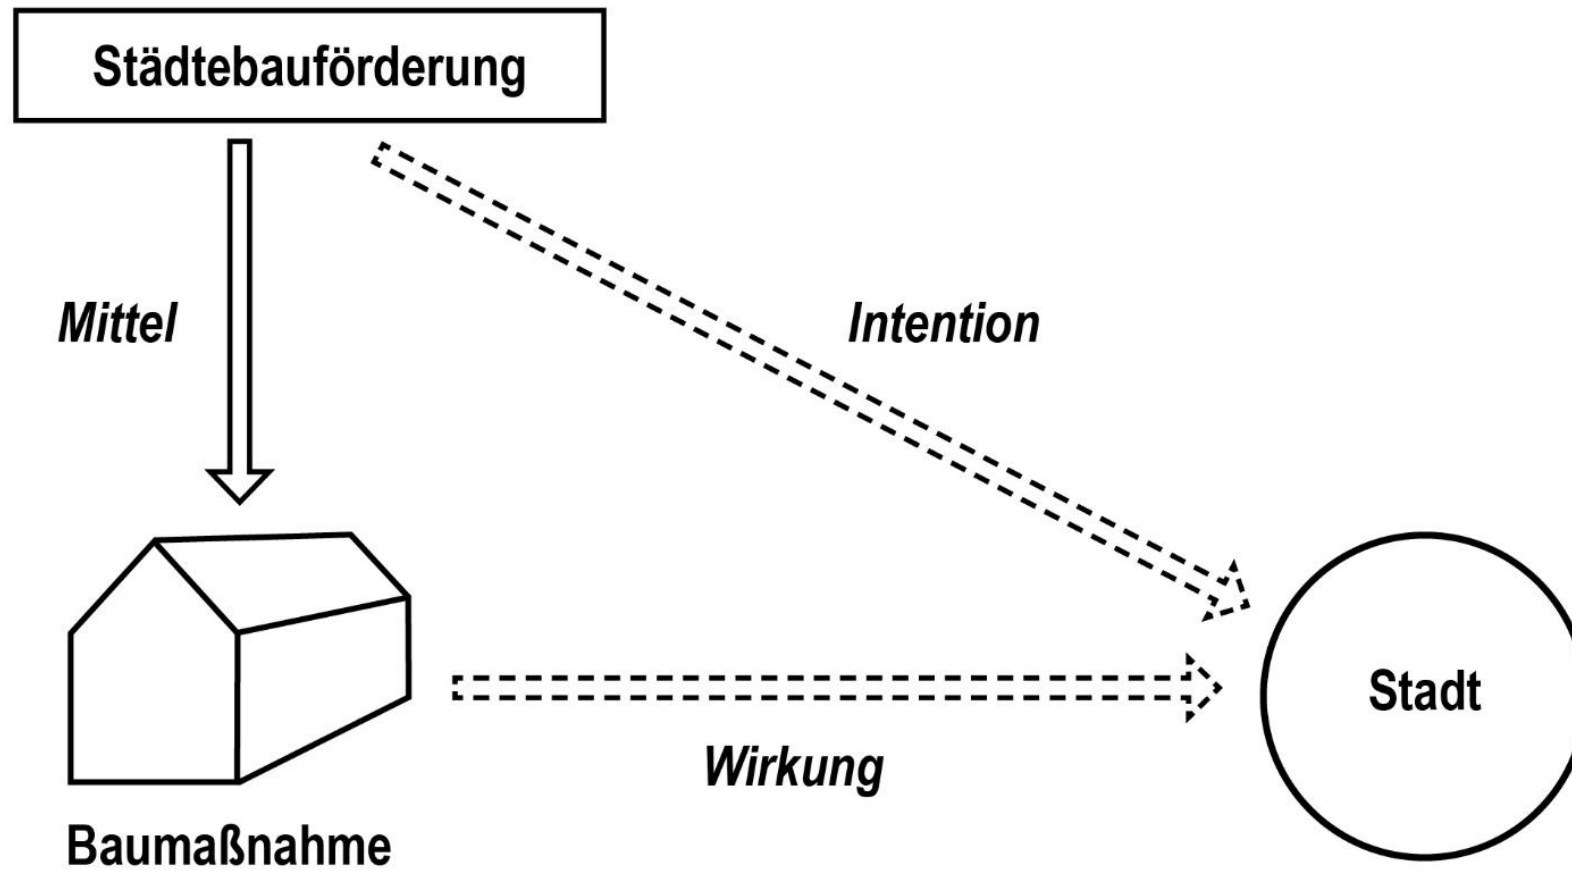 Städtebauförderung
Mittel
Intention
Stadt
Wirkung
Baumaßnahme